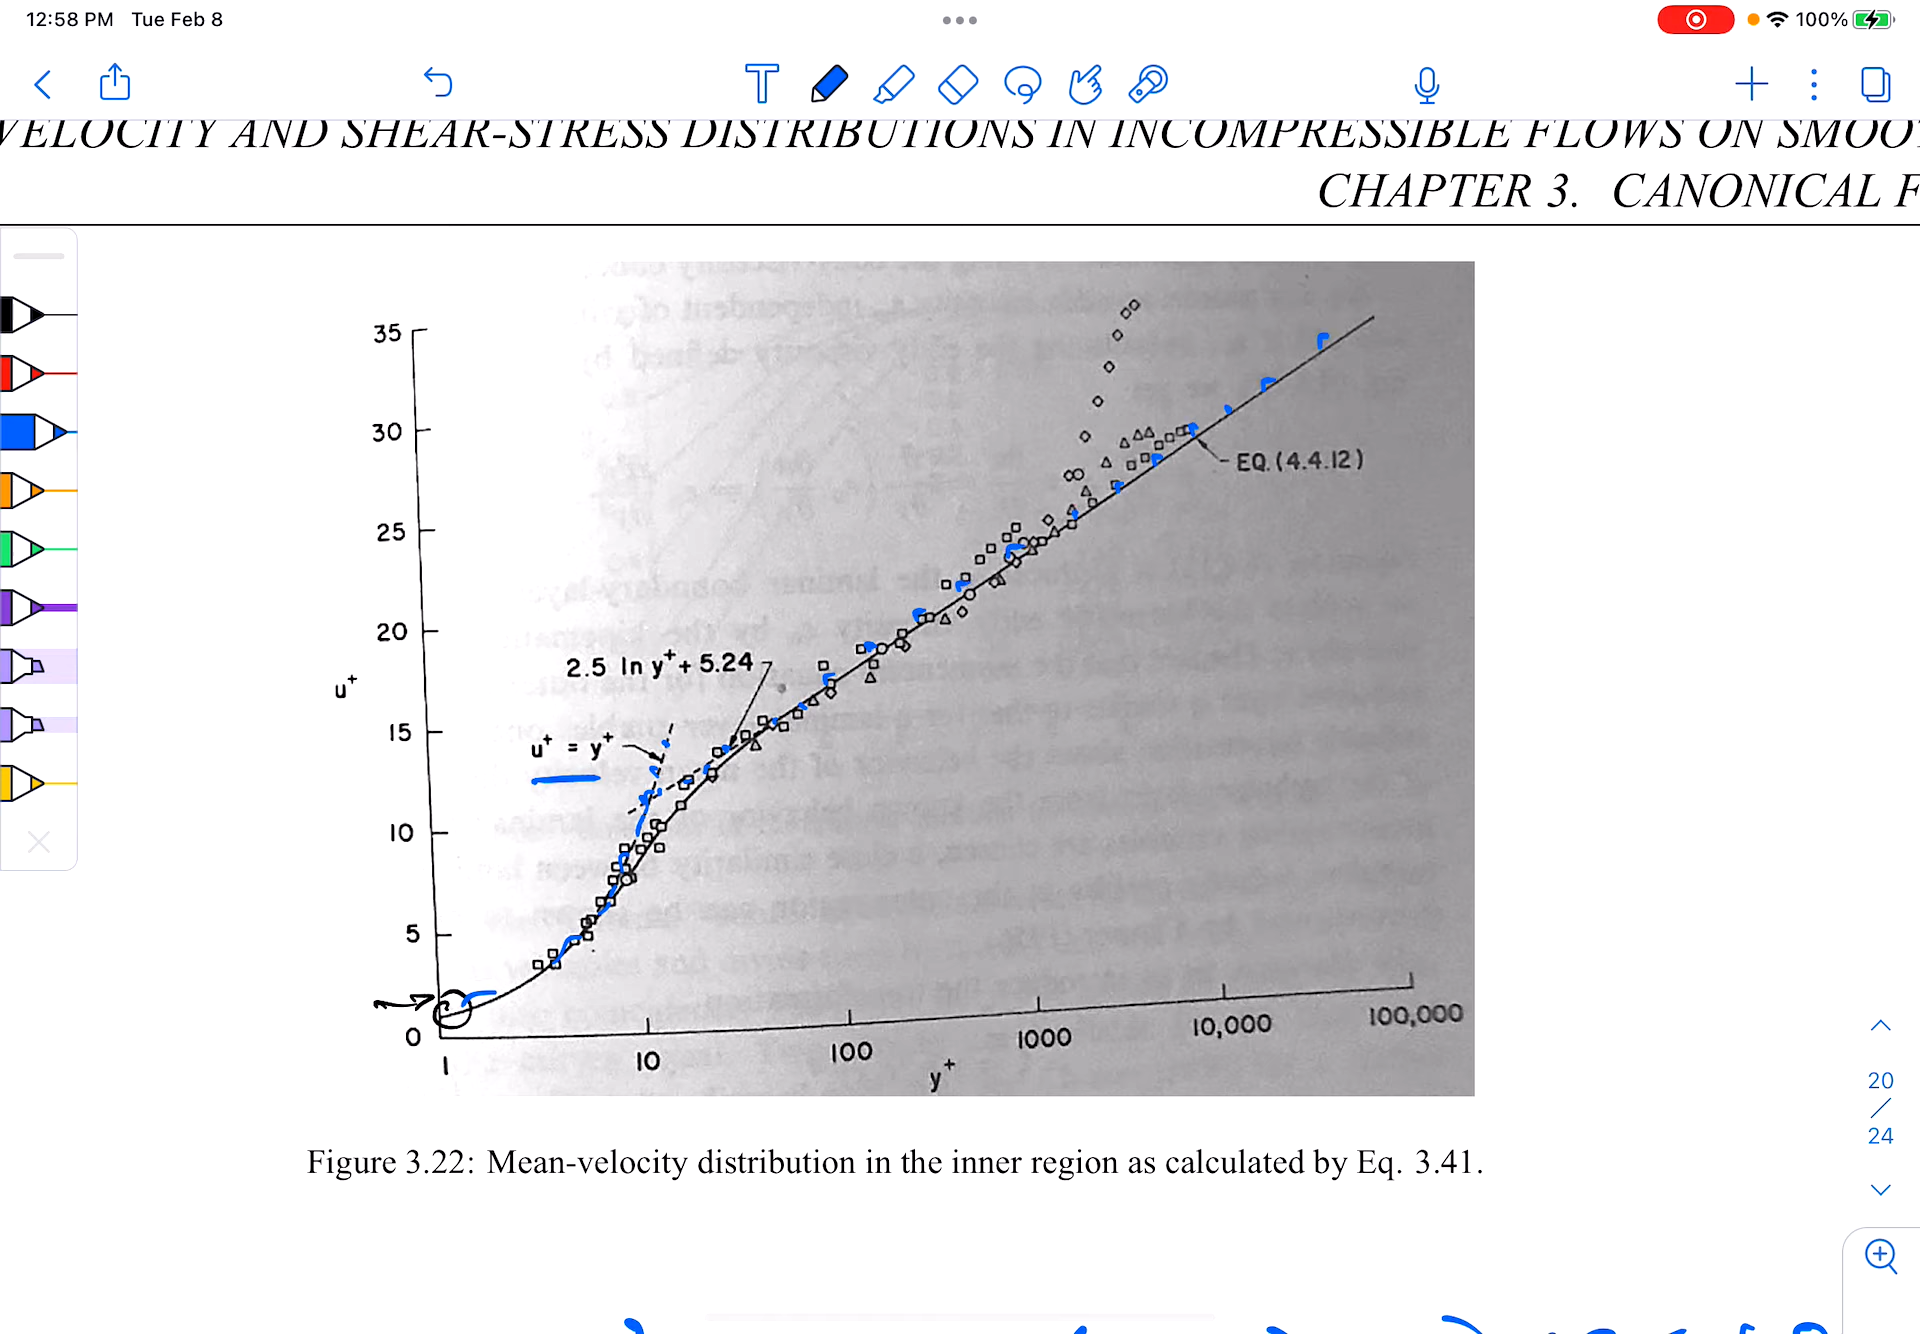 12:58 PM Tue Feb 8
100%
VELOCITY AND SHEAR-STRESS DISTRIBUTIONS IN INCOMPRESSIBLE FLOWS ON SMOO
CHAPTER 3. CANONICAL F
35
30
25
20
15
10
5
0
u+
EQ. (4.4.12)
2.5 ln y+ + 5.24
u+ = y+
1
10
100
1000
10,000
100,000
y+
20
/
24
Figure 3.22: Mean-velocity distribution in the inner region as calculated by Eq. 3.41.